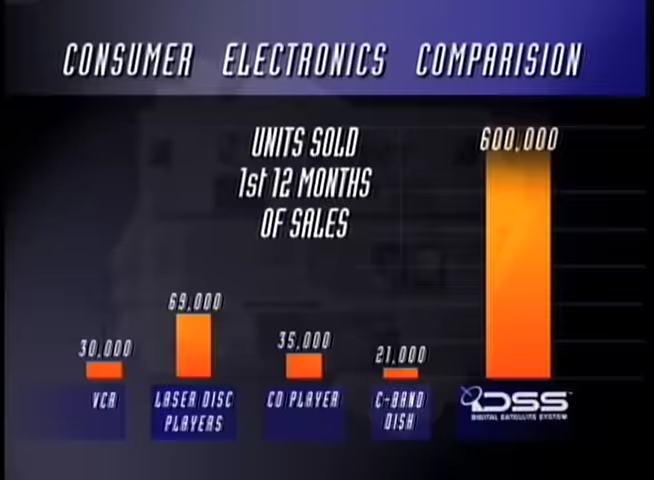 CONSUMER ELECTRONICS COMPARISION
UNITS SOLD
1st 12 MONTHS
OF SALES
600,000
69,000
30,000
35,000
21,000
VCR
LASER DISC
PLAYERS
CD PLAYER
C-BAND
DISH
DSS™
DIGITAL SATELLITE SYSTEM